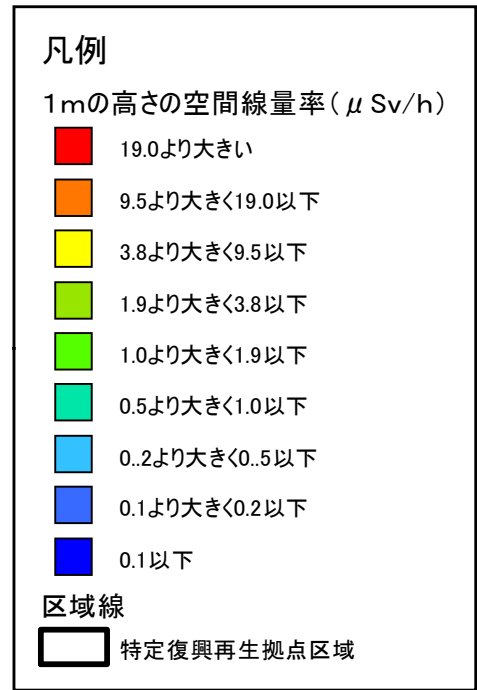 凡例
1mの高さの空間線量率(μSv/h)
19.0より大きい
9.5より大きく19.0以下
3.8より大きく9.5以下
1.9より大きく3.8以下
1.0より大きく1.9以下
0.5より大きく1.0以下
0..2より大きく0..5以下
0.1より大きく0.2以下
0.1以下
区域線
特定復興再生拠点区域